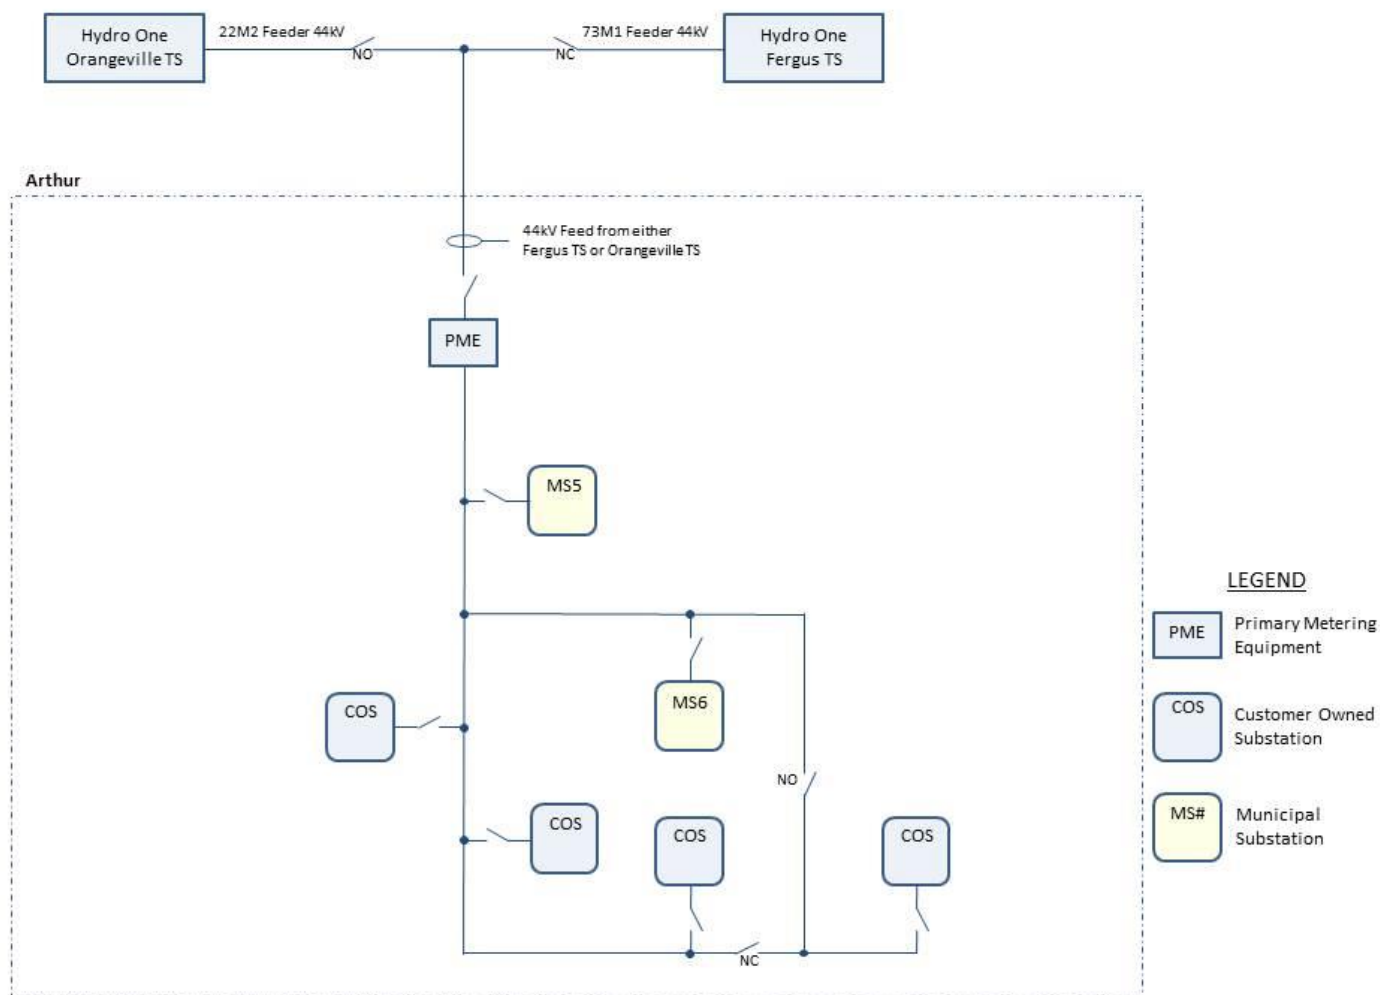 Hydro One
Orangeville TS
22M2 Feeder 44kV
NO
73M1 Feeder 44kV
NC
Hydro One
Fergus TS
Arthur
44kV Feed from either
Fergus TS or Orangeville TS
PME
MS5
MS6
COS
NO
COS
COS
COS
NC
LEGEND
PME
Primary Metering
Equipment
COS
Customer Owned
Substation
MS#
Municipal
Substation